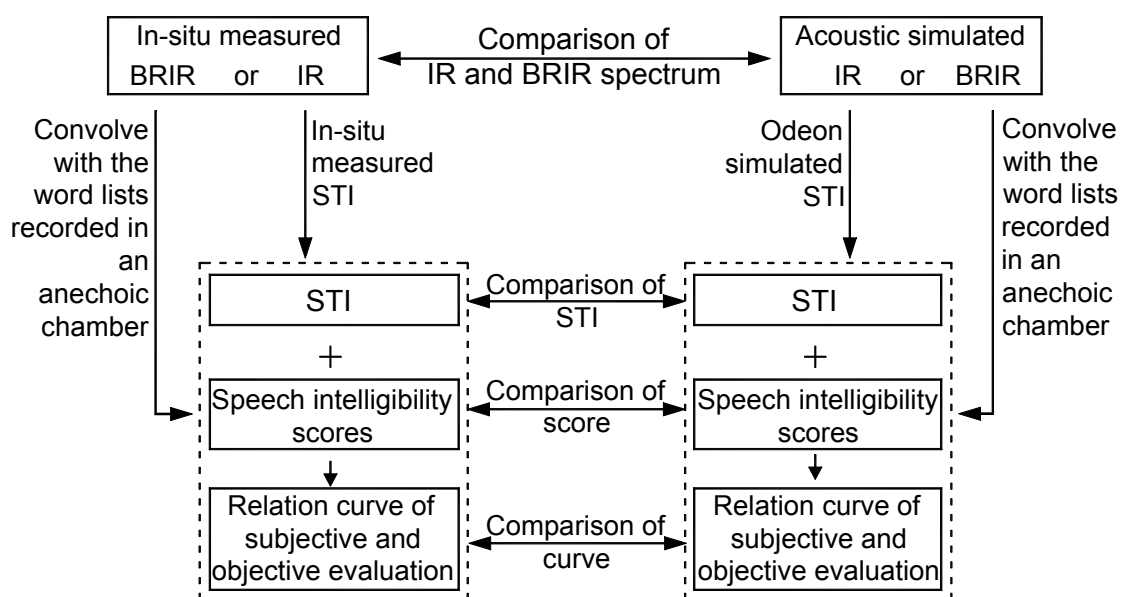 In-situ measured
BRIR or IR
Comparison of
IR and BRIR spectrum
Acoustic simulated
IR or BRIR
Convolve
with the
word lists
recorded in
an
anechoic
chamber
In-situ
measured
STI
Odeon
simulated
STI
Convolve
with the
word lists
recorded
in an
anechoic
chamber
STI
Comparison of
STI
STI
+
+
Speech intelligibility
scores
Comparison of
score
Speech intelligibility
scores
Relation curve of
subjective and
objective evaluation
Comparison of
curve
Relation curve of
subjective and
objective evaluation